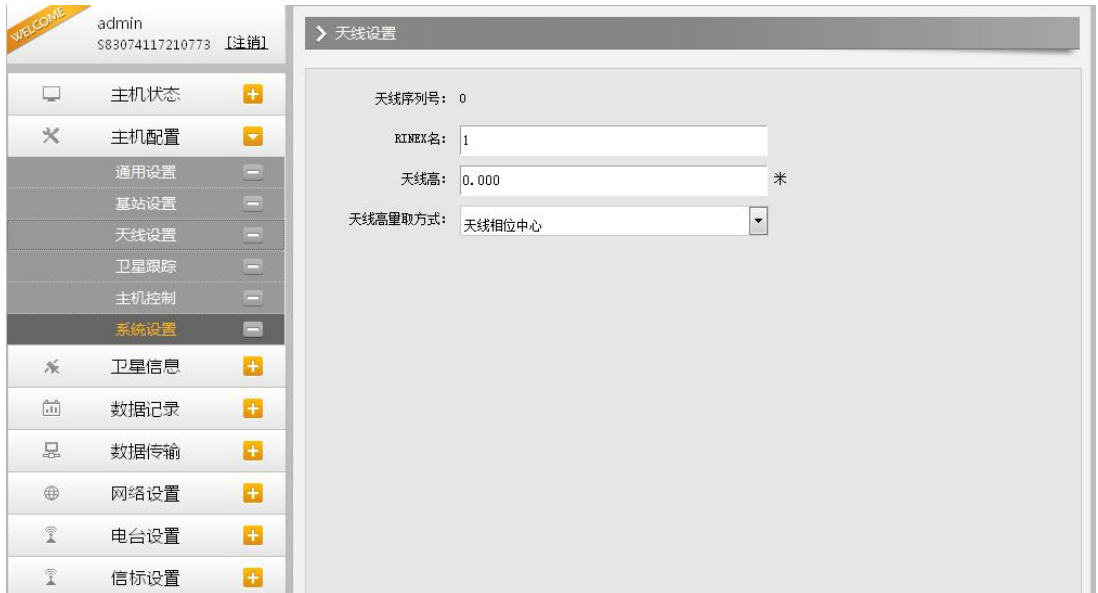 WELCOME
admin
S83074117210773 [注销]
主机状态
主机配置
通用设置
基站设置
天线设置
卫星跟踪
主机控制
系统设置
卫星信息
数据记录
数据传输
网络设置
电台设置
信标设置
天线设置
天线序列号: 0
RINEX名: 1
天线高: 0.000 米
天线高量取方式: 天线相位中心